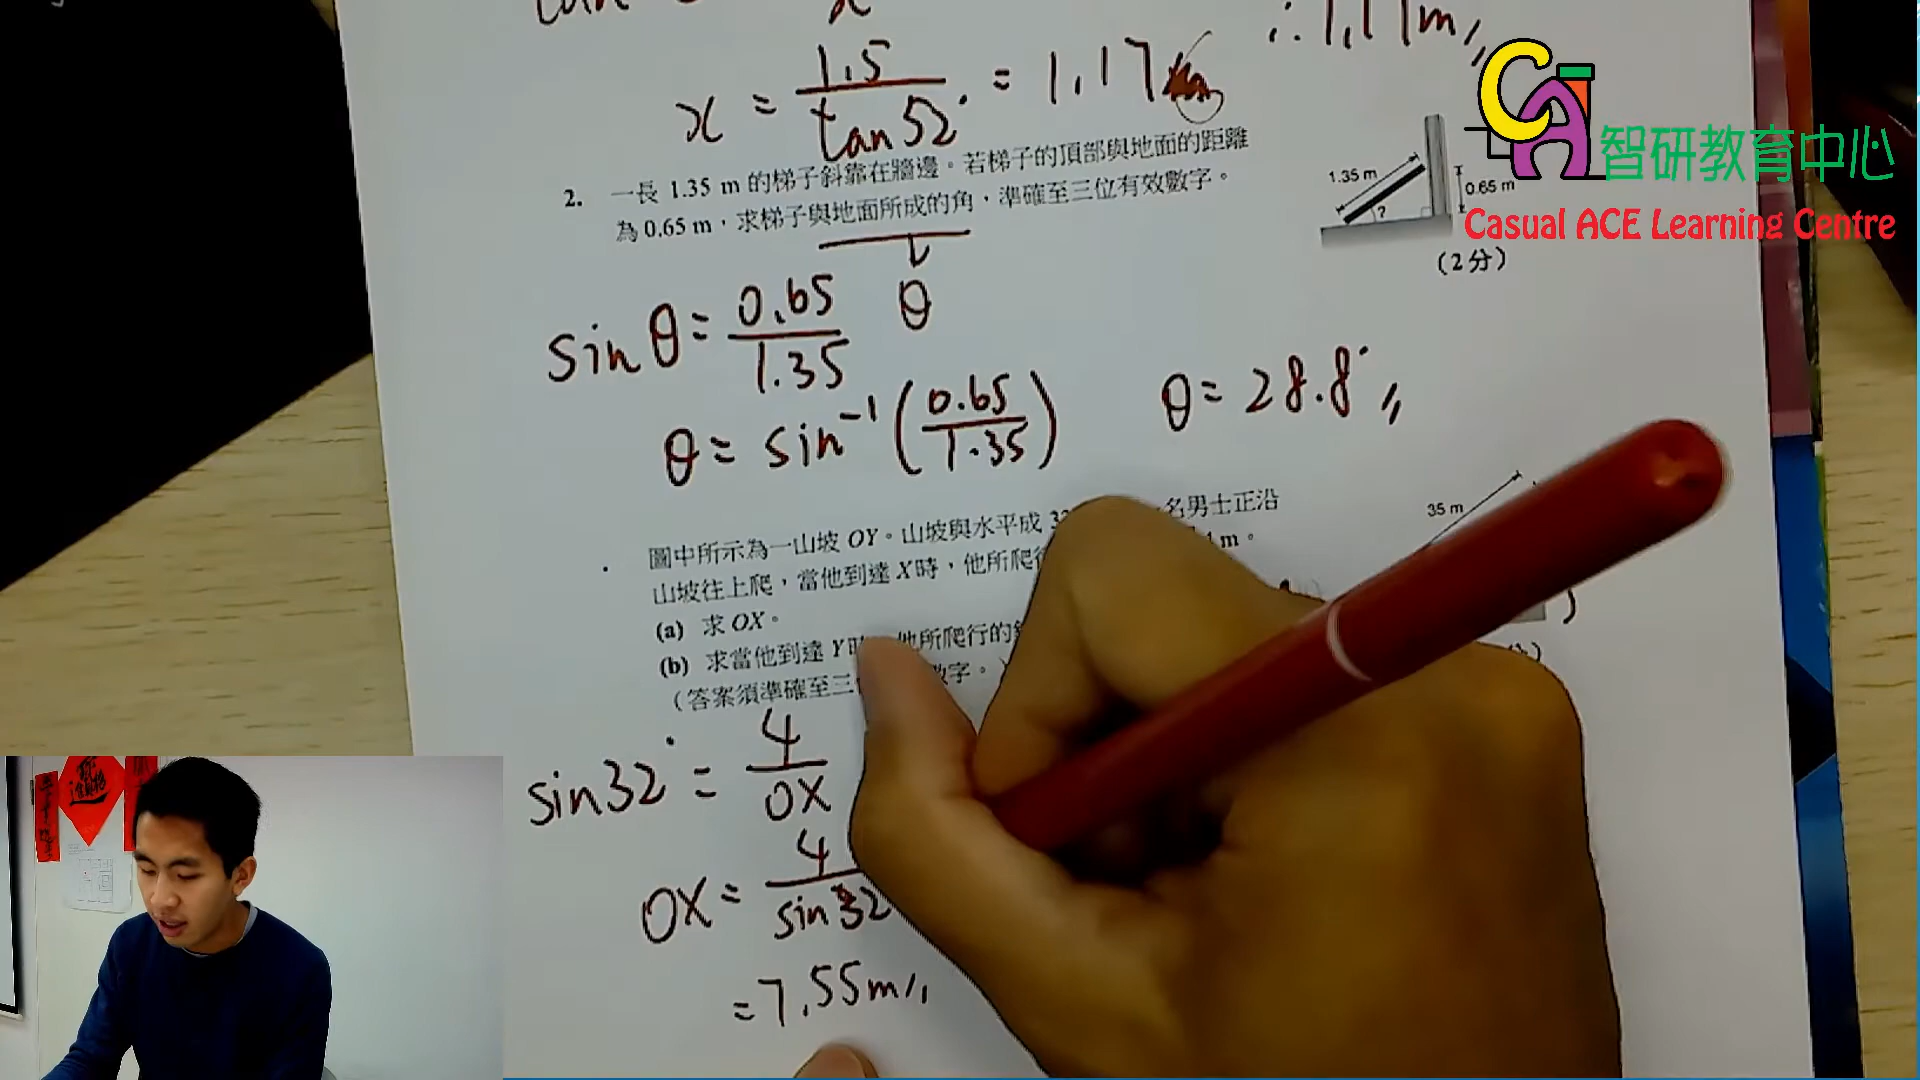 ∴ 1.17m //
x = 1.5 / tan 52° = 1.17
智研教育中心
Casual ACE Learning Centre
2. 一長 1.35 m 的梯子斜靠在牆邊。若梯子的頂部與地面的距離
為 0.65 m,求梯子與地面所成的角,準確至三位有效數字。
1.35 m
0.65 m
?
(2分)
θ
sin θ = 0.65 / 1.35
θ = sin⁻¹ (0.65 / 1.35)
θ = 28.8° //
圖中所示為一山坡 OY。山坡與水平成 名男士正沿
山坡往上爬,當他到達 X 時,他所爬 m。
(a) 求 OX。
(b) 求當他到達 Y 他所爬行的
(答案須準確至三 數字。)
35 m
sin 32° = 4 / OX
OX = 4 / sin 32
= 7.55 m //